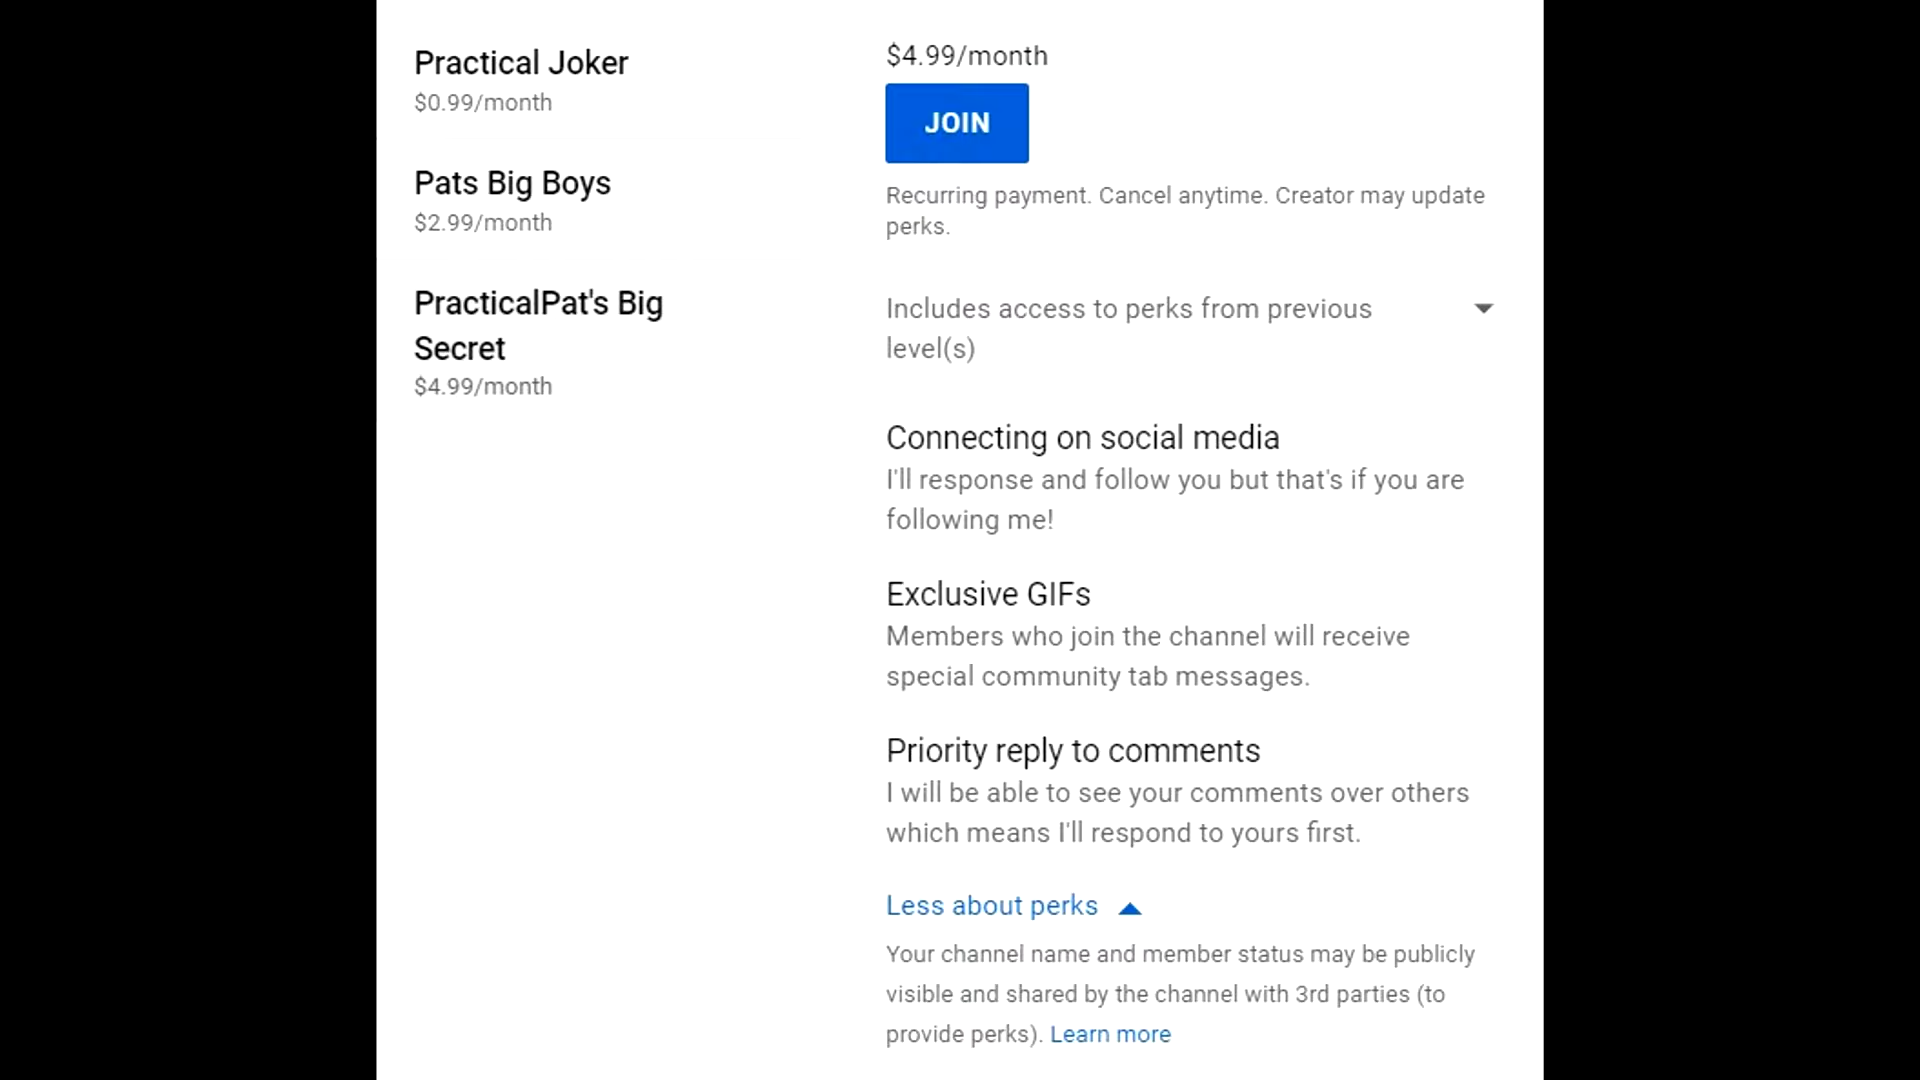 Practical Joker
$0.99/month
Pats Big Boys
$2.99/month
PracticalPat's Big
Secret
$4.99/month
$4.99/month
JOIN
Recurring payment. Cancel anytime. Creator may update
perks.
Includes access to perks from previous
level(s)
Connecting on social media
I'll response and follow you but that's if you are
following me!
Exclusive GIFs
Members who join the channel will receive
special community tab messages.
Priority reply to comments
I will be able to see your comments over others
which means I'll respond to yours first.
Less about perks
Your channel name and member status may be publicly
visible and shared by the channel with 3rd parties (to
provide perks). Learn more